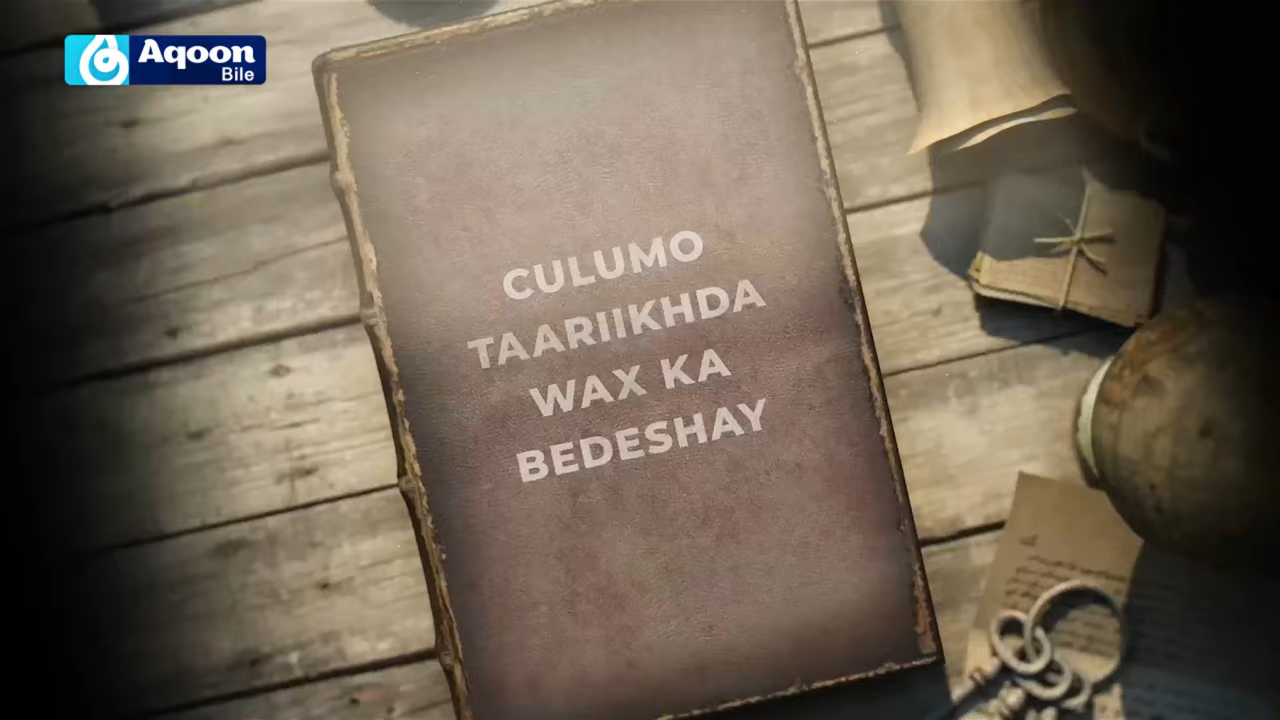 Aqoon
Bile
CULUMO
TAARIIKHDA
WAX KA
BEDESHAY